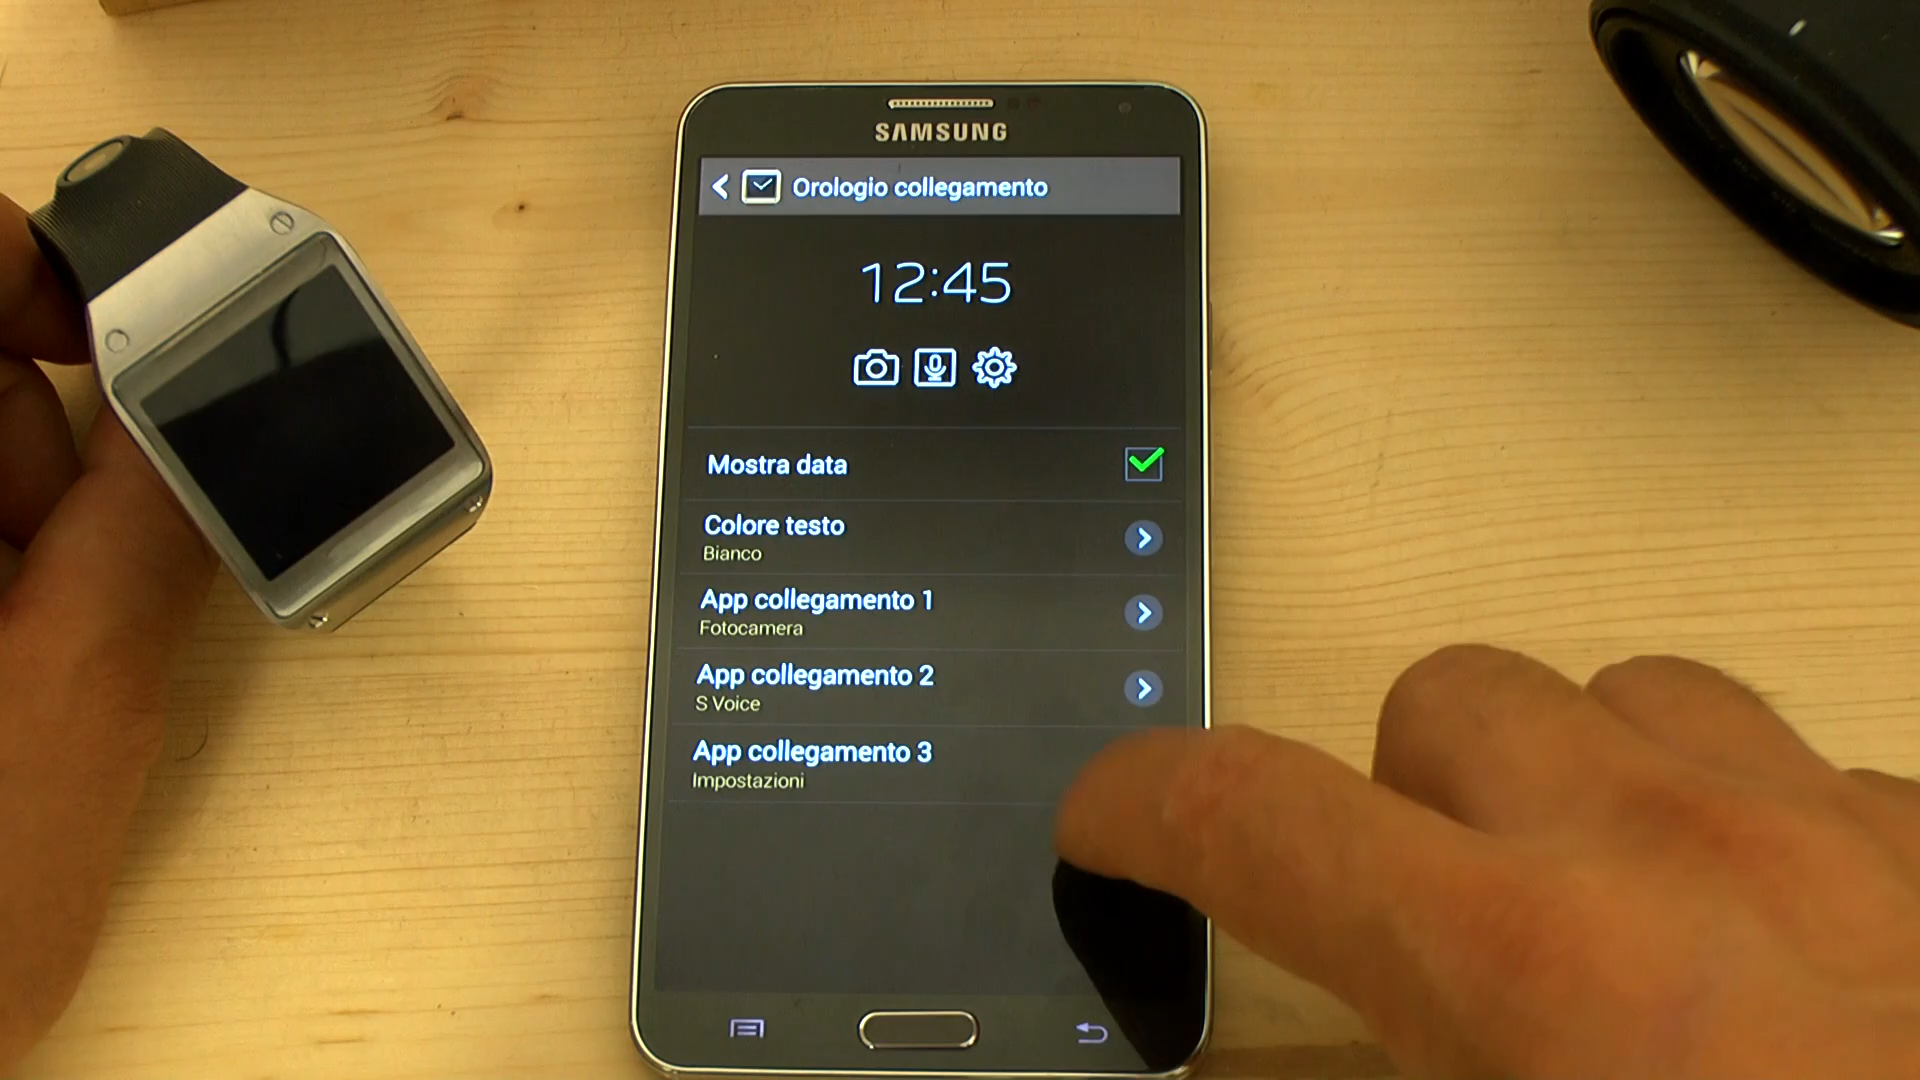 SAMSUNG
Orologio collegamento
12:45
Mostra data
Colore testo
Bianco
App collegamento 1
Fotocamera
App collegamento 2
S Voice
App collegamento 3
Impostazioni